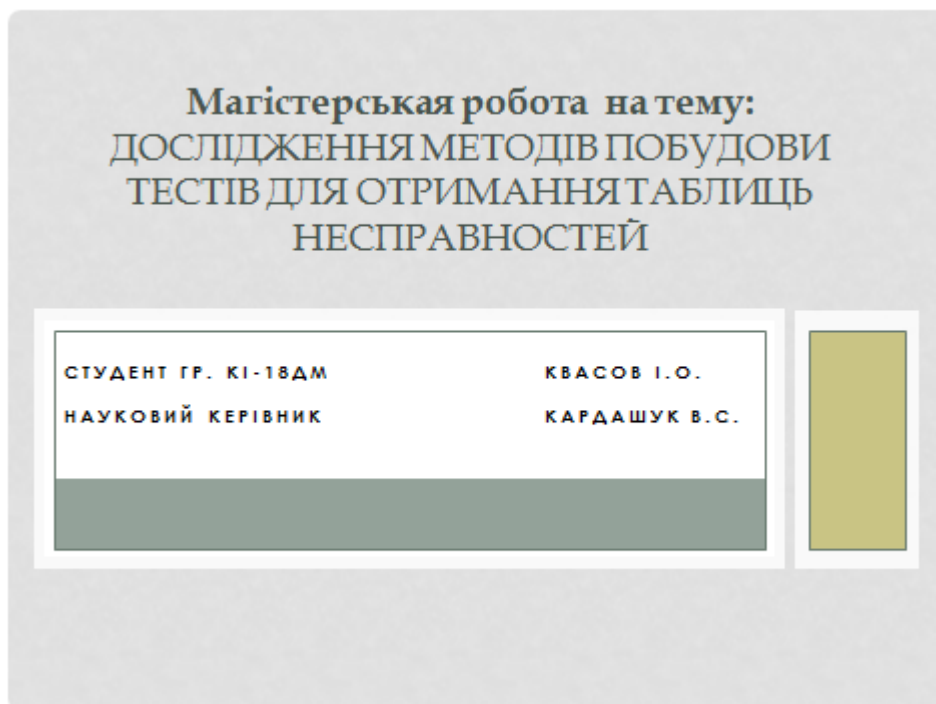 Магістерськая робота на тему:
ДОСЛІДЖЕННЯ МЕТОДІВ ПОБУДОВИ
ТЕСТІВ ДЛЯ ОТРИМАННЯ ТАБЛИЦЬ
НЕСПРАВНОСТЕЙ
СТУДЕНТ ГР. КІ-18ДМ КВАСОВ І.О.
НАУКОВИЙ КЕРІВНИК КАРДАШУК В.С.